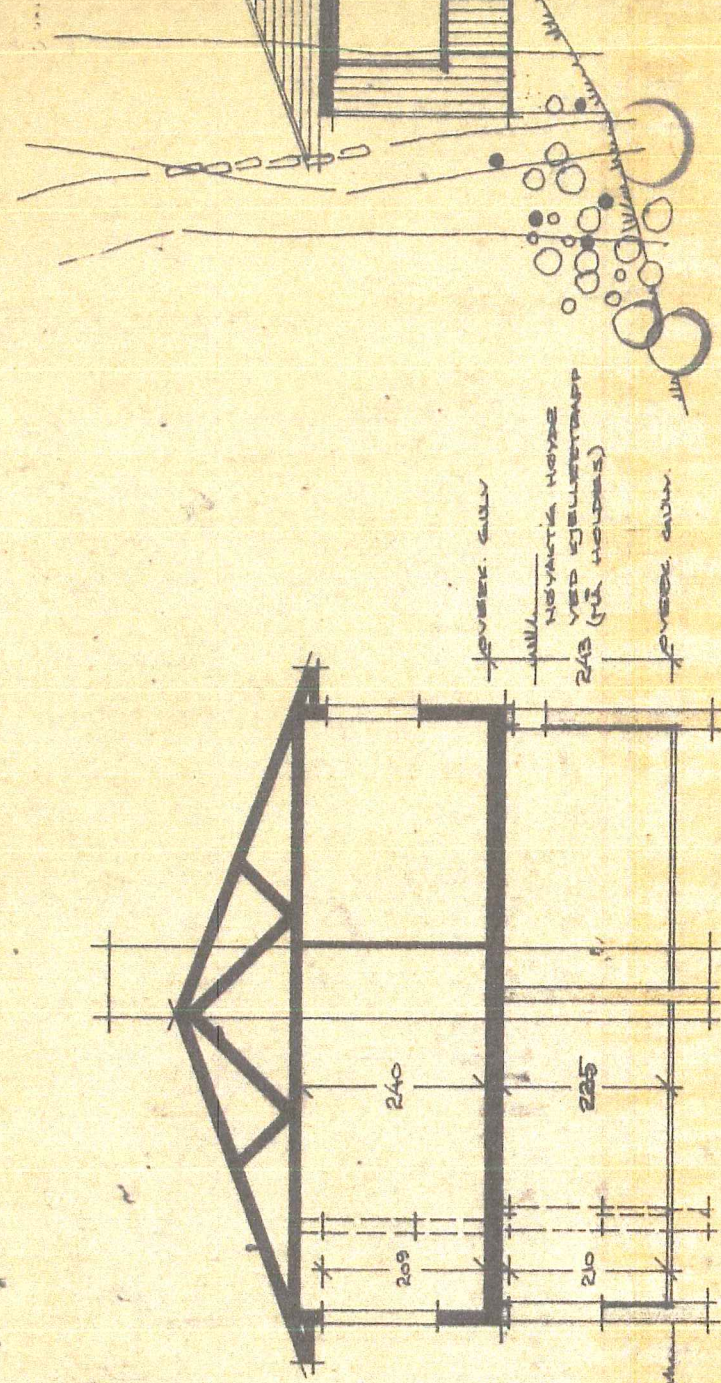 OVERK. GULV
NØYAKTIG HØYDE
VED KJELLERTRAPP
243 (MÅ HOLDES)
OVERK. GULV.
240
225
209
210